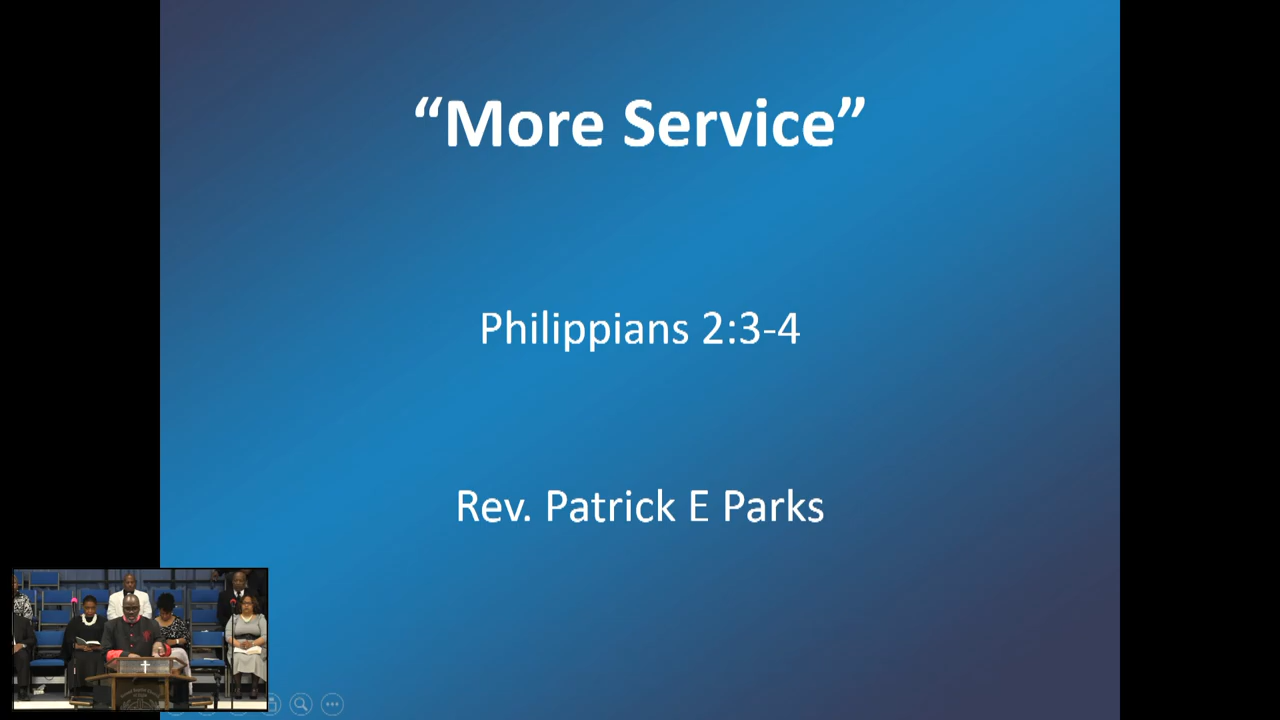 “More Service”
Philippians 2:3-4
Rev. Patrick E Parks